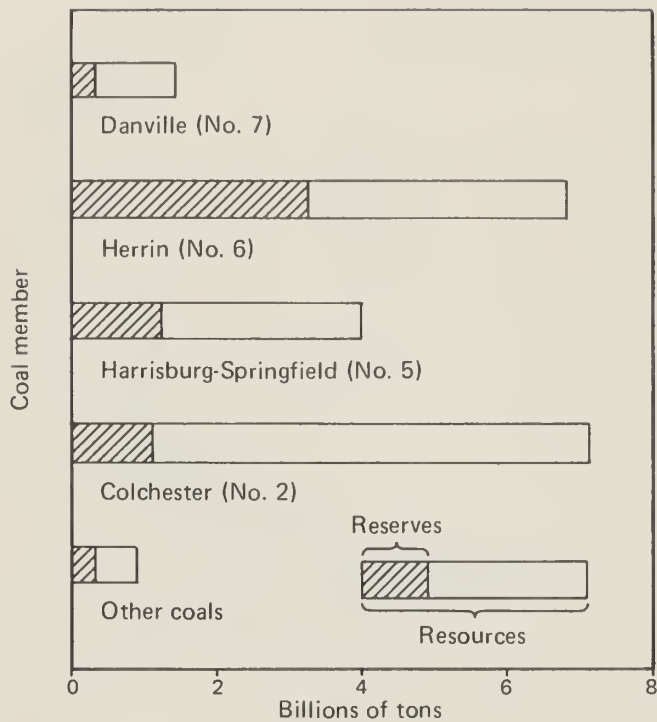 Coal member
Danville (No. 7)
Herrin (No. 6)
Harrisburg-Springfield (No. 5)
Colchester (No. 2)
Reserves
Other coals
Resources
0 2 4 6 8
Billions of tons